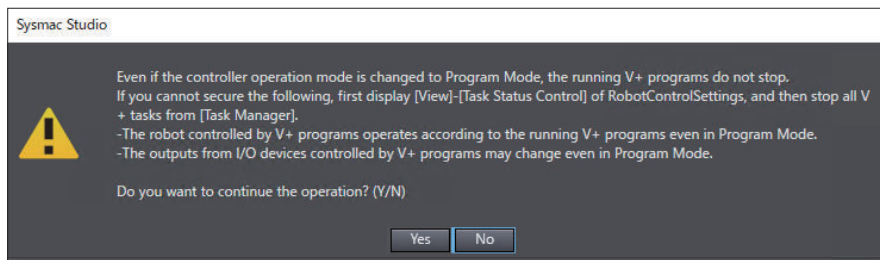 Sysmac Studio
Even if the controller operation mode is changed to Program Mode, the running V+ programs do not stop.
If you cannot secure the following, first display [View]-[Task Status Control] of RobotControlSettings, and then stop all V
+ tasks from [Task Manager].
-The robot controlled by V+ programs operates according to the running V+ programs even in Program Mode.
-The outputs from I/O devices controlled by V+ programs may change even in Program Mode.
Do you want to continue the operation? (Y/N)
Yes No